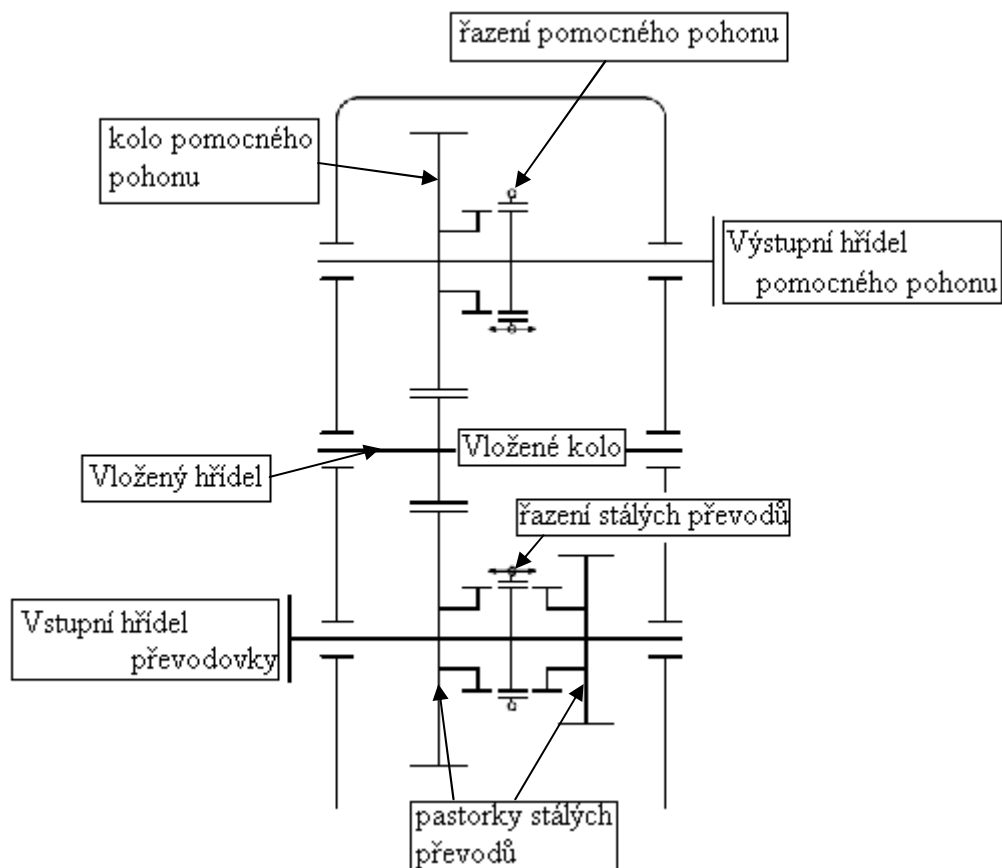 řazení pomocného pohonu
kolo pomocného
pohonu
Výstupní hřídel
pomocného pohonu
Vložené kolo
Vložený hřídel
řazení stálých převodů
Vstupní hřídel
převodovky
pastorky stálých
převodů